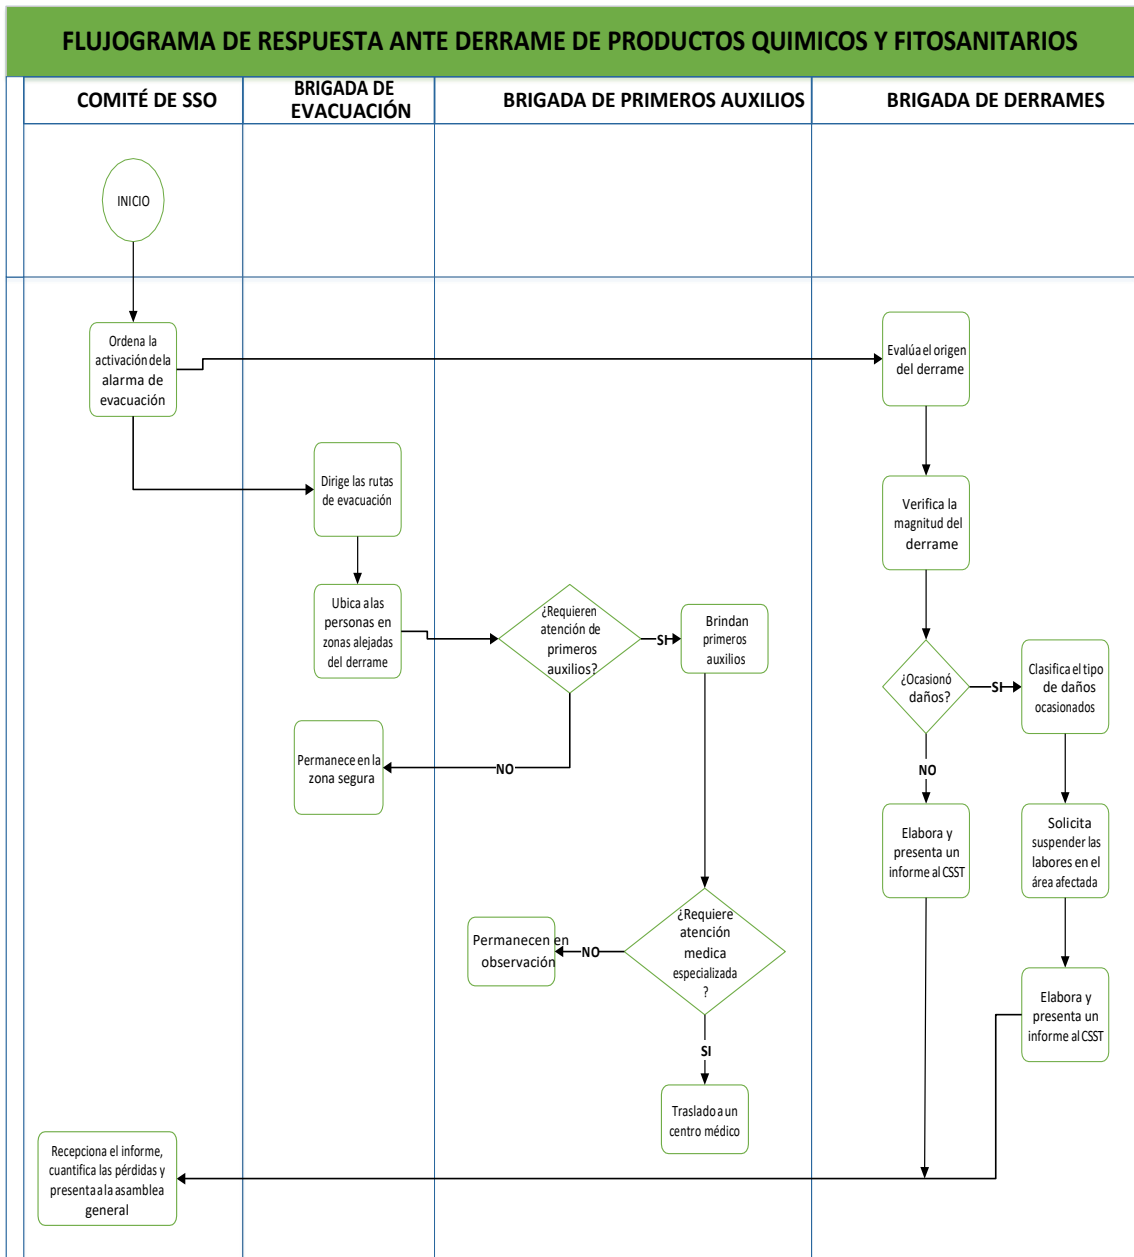 FLUJOGRAMA DE RESPUESTA ANTE DERRAME DE PRODUCTOS QUIMICOS Y FITOSANITARIOS
COMITÉ DE SSO
BRIGADA DE
EVACUACIÓN
BRIGADA DE PRIMEROS AUXILIOS
BRIGADA DE DERRAMES
INICIO
Ordena la
activación de la
alarma de
evacuación
Evalúa el origen
del derrame
Dirige las rutas
de evacuación
Verifica la
magnitud del
derrame
Ubica a las
personas en
zonas alejadas
del derrame
¿Requieren
atención de
primeros
auxilios?
SI
Brindan
primeros
auxilios
¿Ocasionó
daños?
SI
Clasifica el tipo
de daños
ocasionados
Permanece en la
zona segura
NO
NO
Elabora y
presenta un
informe al CSST
Solicita
suspender las
labores en el
área afectada
Permanecen en
observación
NO
¿Requiere
atención
medica
especializada
?
Elabora y
presenta un
informe al CSST
SI
Traslado a un
centro médico
Recepciona el informe,
cuantifica las pérdidas y
presenta a la asamblea
general